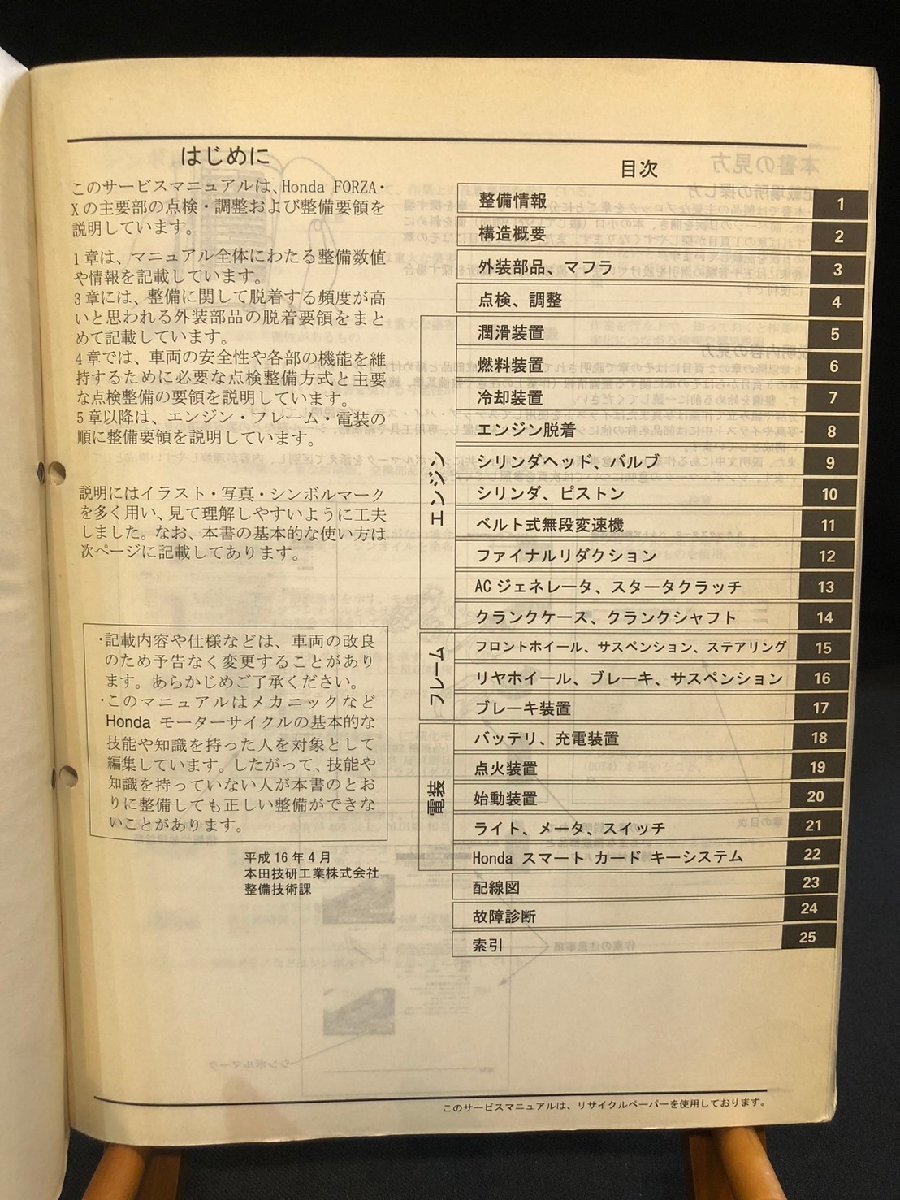 はじめに
このサービスマニュアルは、Honda FORZA・
Xの主要部の点検・調整および整備要領を
説明しています。
1章は、マニュアル全体にわたる整備数値
や情報を記載しています。
3章には、整備に関して脱着する頻度が高
いと思われる外装部品の脱着要領をまと
めて記載しています。
4章では、車両の安全性や各部の機能を維
持するために必要な点検整備方式と主要
な点検整備の要領を説明しています。
5章以降は、エンジン・フレーム・電装の
順に整備要領を説明しています。
説明にはイラスト・写真・シンボルマーク
を多く用い、見て理解しやすいように工夫
しました。なお、本書の基本的な使い方は
次ページに記載してあります。
・記載内容や仕様などは、車両の改良
のため予告なく変更することがあり
ます。あらかじめご了承ください。
・このマニュアルはメカニックなど
Honda モーターサイクルの基本的な
技能や知識を持った人を対象として
編集しています。したがって、技能や
知識を持っていない人が本書のとお
りに整備しても正しい整備ができな
いことがあります。
平成16年4月
本田技研工業株式会社
整備技術課
目次
整備情報 1
構造概要 2
外装部品、マフラ 3
点検、調整 4
エンジン
潤滑装置 5
燃料装置 6
冷却装置 7
エンジン脱着 8
シリンダヘッド、バルブ 9
シリンダ、ピストン 10
ベルト式無段変速機 11
ファイナルリダクション 12
ACジェネレータ、スタータクラッチ 13
クランクケース、クランクシャフト 14
フレーム
フロントホイール、サスペンション、ステアリング 15
リヤホイール、ブレーキ、サスペンション 16
ブレーキ装置 17
電装
バッテリ、充電装置 18
点火装置 19
始動装置 20
ライト、メータ、スイッチ 21
Honda スマート カード キーシステム 22
配線図 23
故障診断 24
索引 25
このサービスマニュアルは、リサイクルペーパーを使用しております。